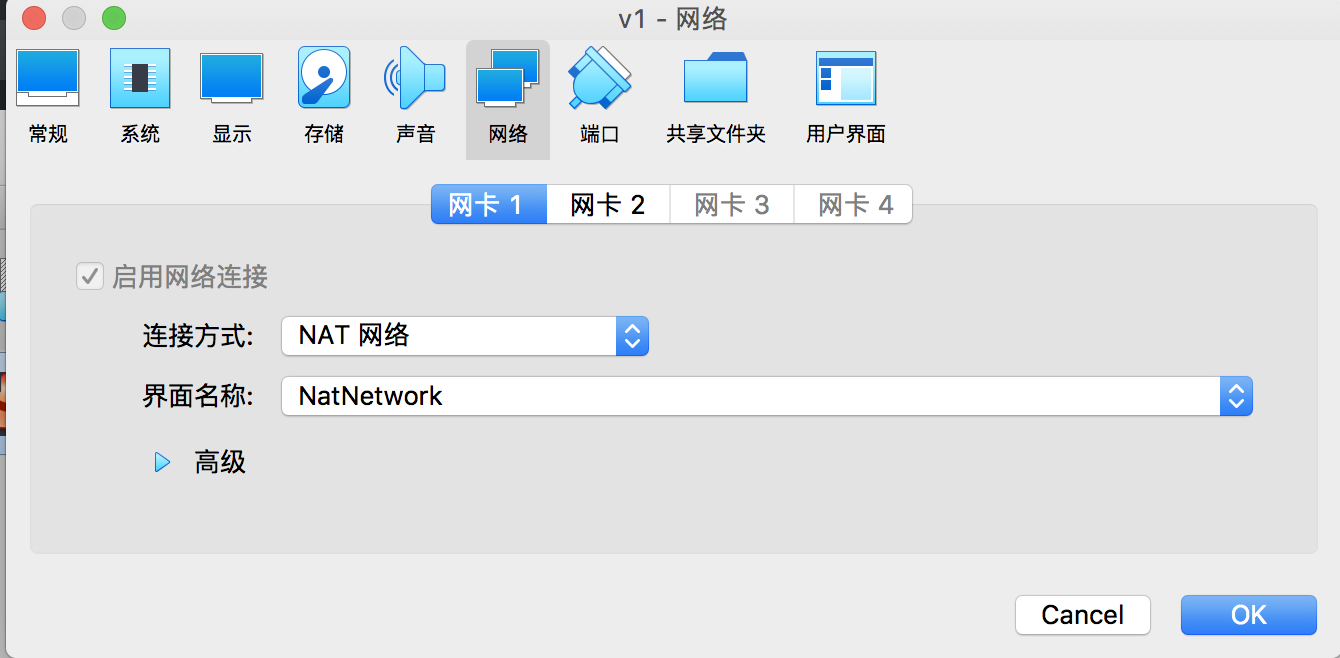 v1 - 网络
常规 系统 显示 存储 声音 网络 端口 共享文件夹 用户界面
网卡 1 网卡 2 网卡 3 网卡 4
启用网络连接
连接方式: NAT 网络
界面名称: NatNetwork
高级
Cancel OK